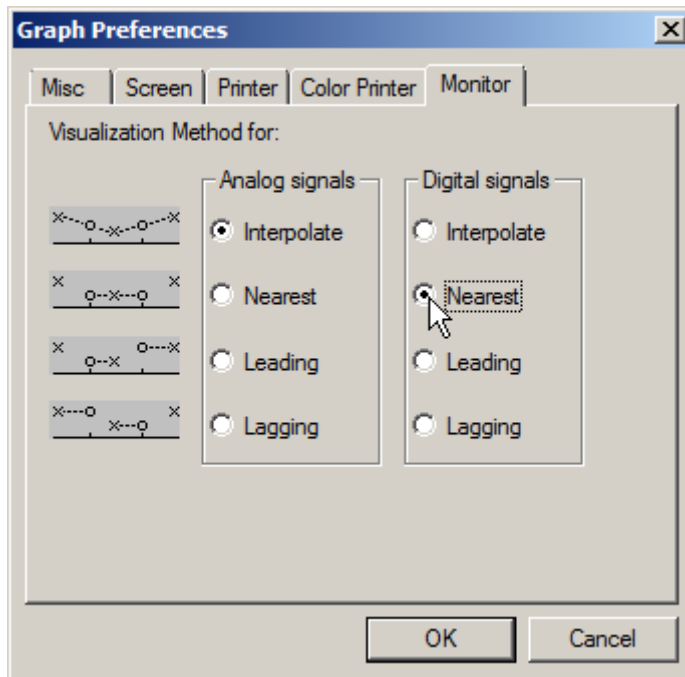 Graph Preferences
Misc Screen Printer Color Printer Monitor
Visualization Method for:
Analog signals Digital signals
Interpolate Interpolate
Nearest Nearest
Leading Leading
Lagging Lagging
OK Cancel